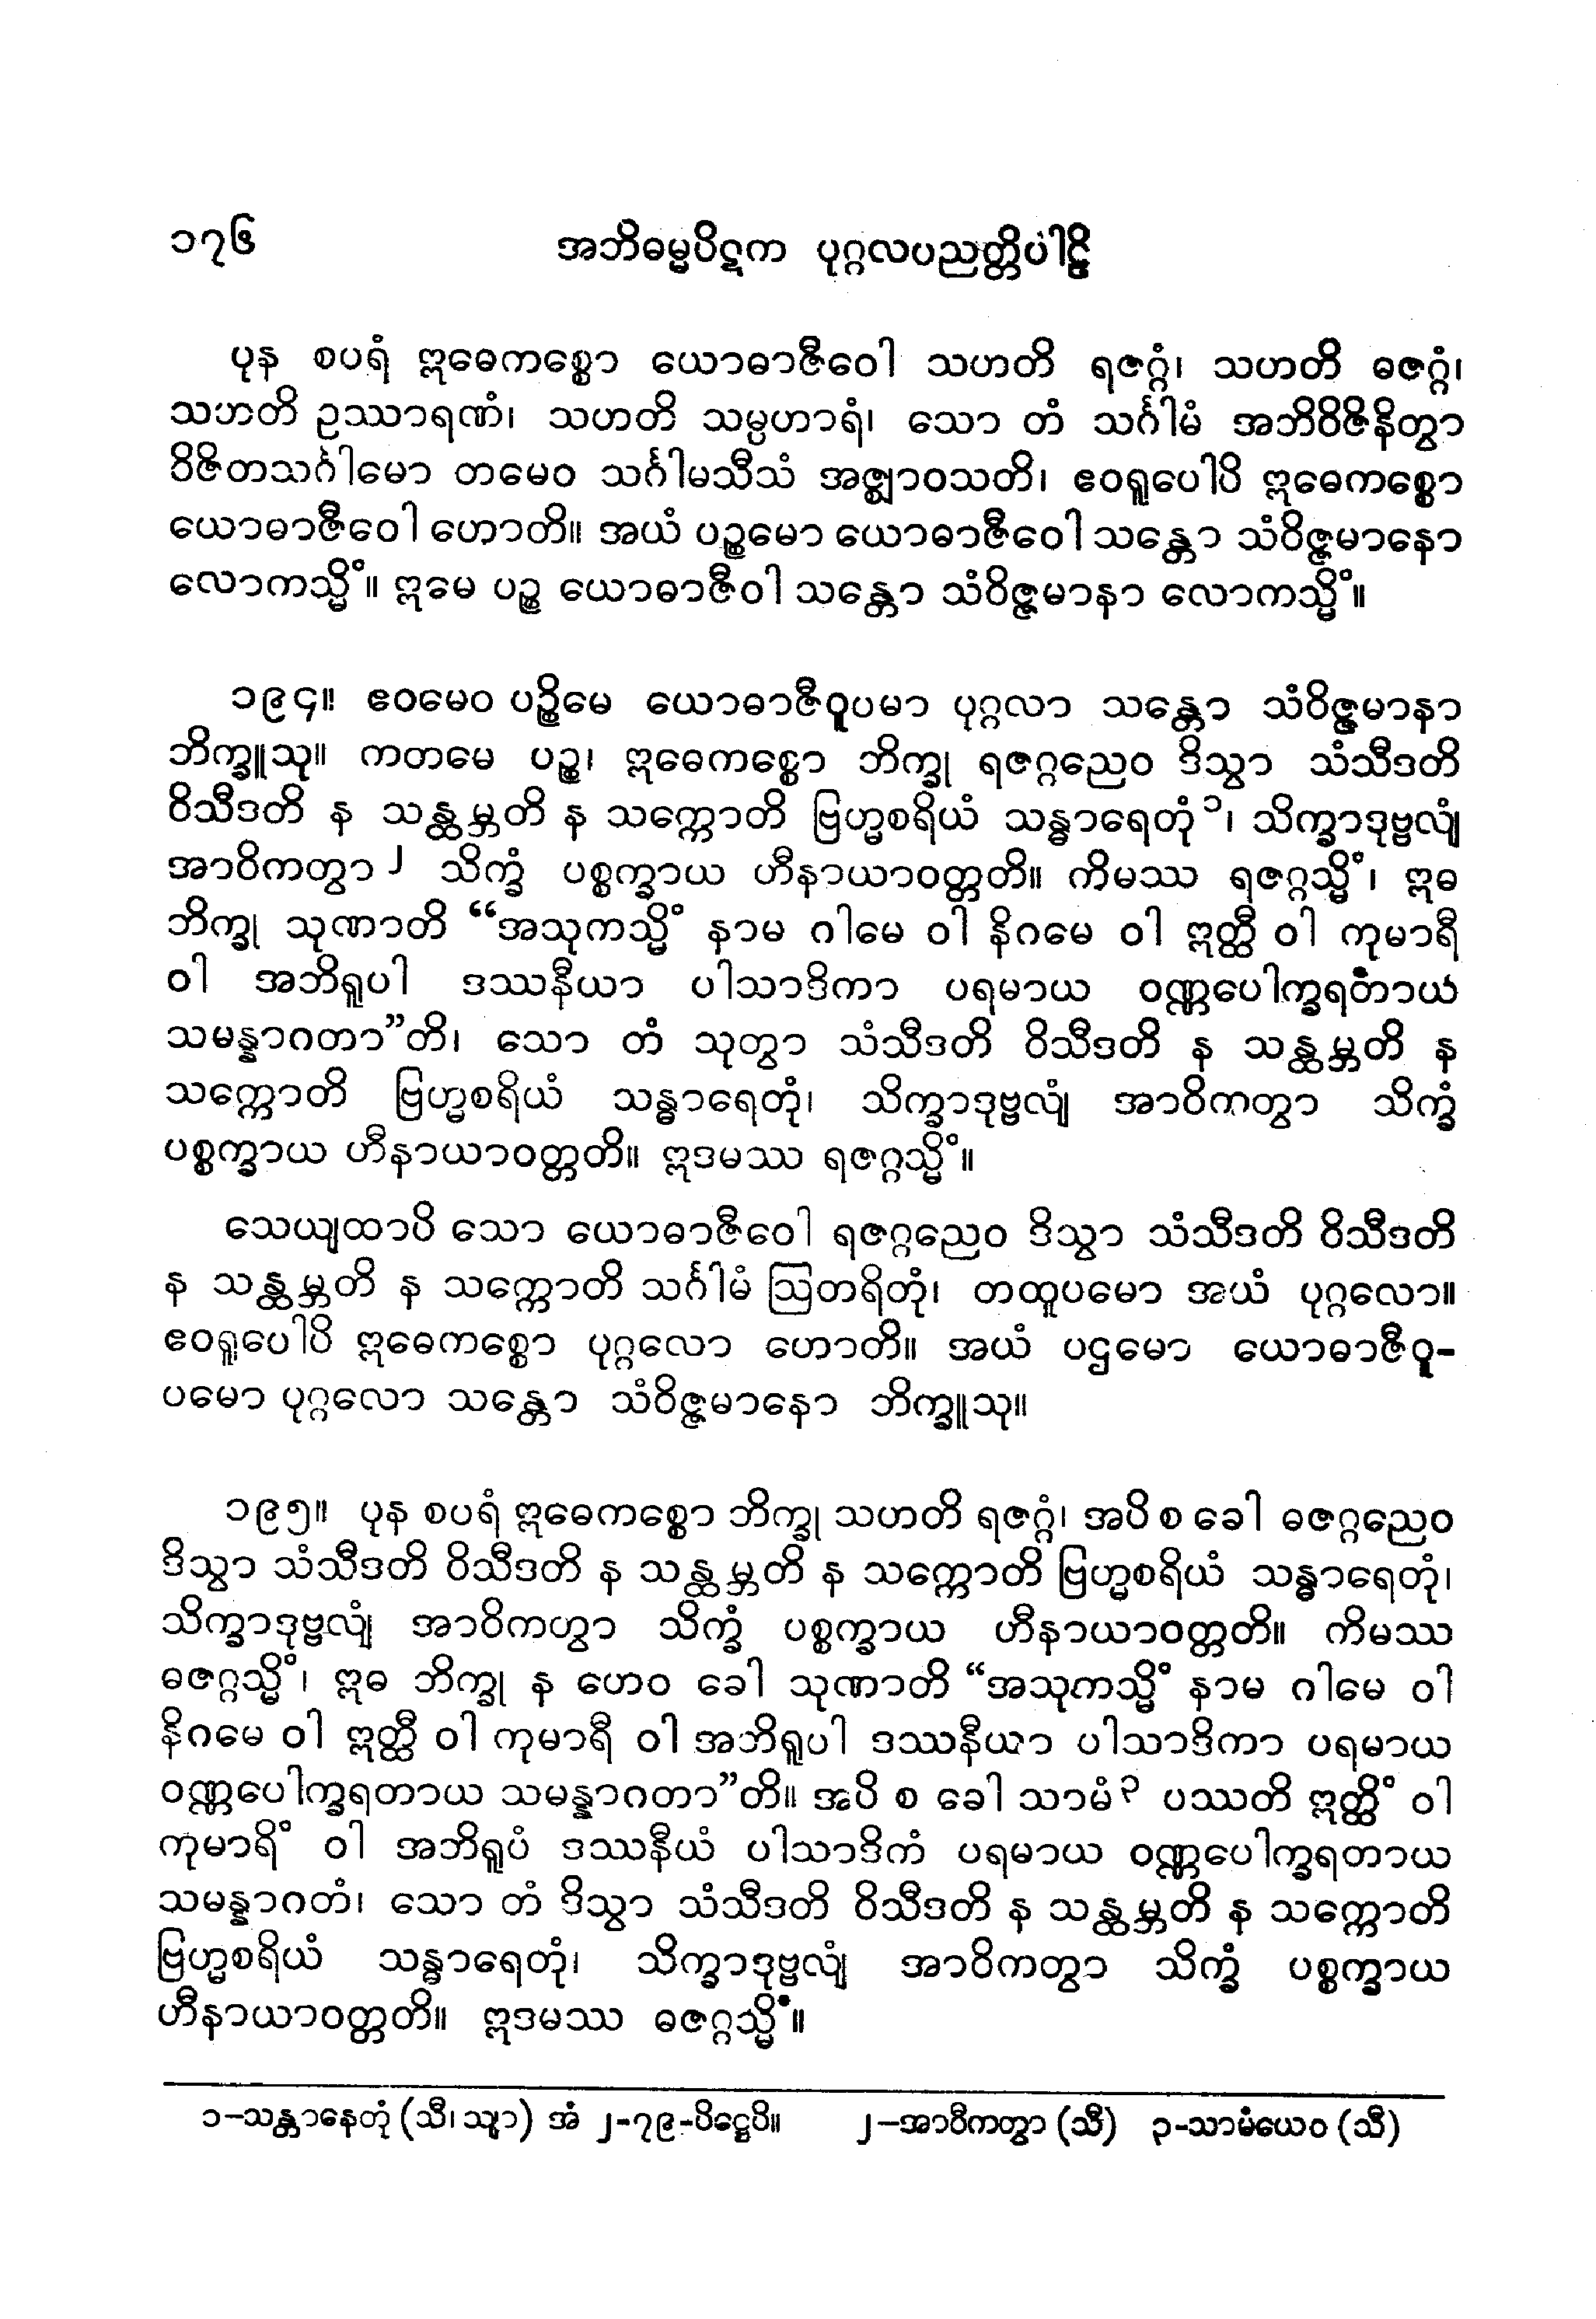 ၁၇၆ အဘိဓမ္မပိဋက ပုဂ္ဂလပညတ္တိပါဠိ
ပုန စပရံ ဣဓေကစ္စော ယောဓာဇီဝေါ သဟတိ ရဇဂ္ဂံ၊ သဟတိ ဓဇဂ္ဂံ၊
သဟတိ ဥဿာရဏံ၊ သဟတိ သမ္ပဟာရံ၊ သော တံ သင်္ဂါမံ အဘိဝိဇိနိတွာ
ဝိဇိတသင်္ဂါမော တမေဝ သင်္ဂါမသီသံ အဇ္ဈာဝသတိ၊ ဧဝရူပေါပိ ဣဓေကစ္စော
ယောဓာဇီဝေါ ဟောတိ။ အယံ ပဉ္စမော ယောဓာဇီဝေါ သန္တော သံဝိဇ္ဇမာနော
လောကသ္မိံ။ ဣမေ ပဉ္စ ယောဓာဇီဝါ သန္တော သံဝိဇ္ဇမာနာ လောကသ္မိံ။
၁၉၄။ ဧဝမေဝ ပဉ္စိမေ ယောဓာဇီဝူပမာ ပုဂ္ဂလာ သန္တော သံဝိဇ္ဇမာနာ
ဘိက္ခူသု။ ကတမေ ပဉ္စ၊ ဣဓေကစ္စော ဘိက္ခု ရဇဂ္ဂညေဝ ဒိသွာ သံသီဒတိ
ဝိသီဒတိ န သန္ထမ္ဘတိ န သက္ကောတိ ဗြဟ္မစရိယံ သန္ဓာရေတုံ ၁၊ သိက္ခာဒုဗ္ဗလျံ
အာဝိကတွာ ၂ သိက္ခံ ပစ္စက္ခာယ ဟီနာယာဝတ္တတိ။ ကိမဿ ရဇဂ္ဂသ္မိံ၊ ဣဓ
ဘိက္ခု သုဏာတိ “အသုကသ္မိံ နာမ ဂါမေ ဝါ နိဂမေ ဝါ ဣတ္ထီ ဝါ ကုမာရီ
ဝါ အဘိရူပါ ဒဿနီယာ ပါသာဒိကာ ပရမာယ ဝဏ္ဏပေါက္ခရတာယ
သမန္နာဂတာ”တိ၊ သော တံ သုတွာ သံသီဒတိ ဝိသီဒတိ န သန္ထမ္ဘတိ န
သက္ကောတိ ဗြဟ္မစရိယံ သန္ဓာရေတုံ၊ သိက္ခာဒုဗ္ဗလျံ အာဝိကတွာ သိက္ခံ
ပစ္စက္ခာယ ဟီနာယာဝတ္တတိ။ ဣဒမဿ ရဇဂ္ဂသ္မိံ။
သေယျထာပိ သော ယောဓာဇီဝေါ ရဇဂ္ဂညေဝ ဒိသွာ သံသီဒတိ ဝိသီဒတိ
န သန္ထမ္ဘတိ န သက္ကောတိ သင်္ဂါမံ ဩတရိတုံ၊ တထူပမော အယံ ပုဂ္ဂလော။
ဧဝရူပေါပိ ဣဓေကစ္စော ပုဂ္ဂလော ဟောတိ။ အယံ ပဌမော ယောဓာဇီဝူ-
ပမော ပုဂ္ဂလော သန္တော သံဝိဇ္ဇမာနော ဘိက္ခူသု။
၁၉၅။ ပုန စပရံ ဣဓေကစ္စော ဘိက္ခု သဟတိ ရဇဂ္ဂံ၊ အပိ စ ခေါ ဓဇဂ္ဂညေဝ
ဒိသွာ သံသီဒတိ ဝိသီဒတိ န သန္ထမ္ဘတိ န သက္ကောတိ ဗြဟ္မစရိယံ သန္ဓာရေတုံ၊
သိက္ခာဒုဗ္ဗလျံ အာဝိကတွာ သိက္ခံ ပစ္စက္ခာယ ဟီနာယာဝတ္တတိ။ ကိမဿ
ဓဇဂ္ဂသ္မိံ၊ ဣဓ ဘိက္ခု န ဟေဝ ခေါ သုဏာတိ “အသုကသ္မိံ နာမ ဂါမေ ဝါ
နိဂမေ ဝါ ဣတ္ထီ ဝါ ကုမာရီ ဝါ အဘိရူပါ ဒဿနီယာ ပါသာဒိကာ ပရမာယ
ဝဏ္ဏပေါက္ခရတာယ သမန္နာဂတာ”တိ။ အပိ စ ခေါ သာမံ ၃ ပဿတိ ဣတ္ထိံ ဝါ
ကုမာရိံ ဝါ အဘိရူပံ ဒဿနီယံ ပါသာဒိကံ ပရမာယ ဝဏ္ဏပေါက္ခရတာယ
သမန္နာဂတံ၊ သော တံ ဒိသွာ သံသီဒတိ ဝိသီဒတိ န သန္ထမ္ဘတိ န သက္ကောတိ
ဗြဟ္မစရိယံ သန္ဓာရေတုံ၊ သိက္ခာဒုဗ္ဗလျံ အာဝိကတွာ သိက္ခံ ပစ္စက္ခာယ
ဟီနာယာဝတ္တတိ။ ဣဒမဿ ဓဇဂ္ဂသ္မိံ။
၁-သန္တာနေတုံ (သီ၊ သျာ) အံ ၂-၇၉-ပိဋ္ဌေပိ။ ၂-အာဝီကတွာ (သီ) ၃-သာမံယေဝ (သီ)